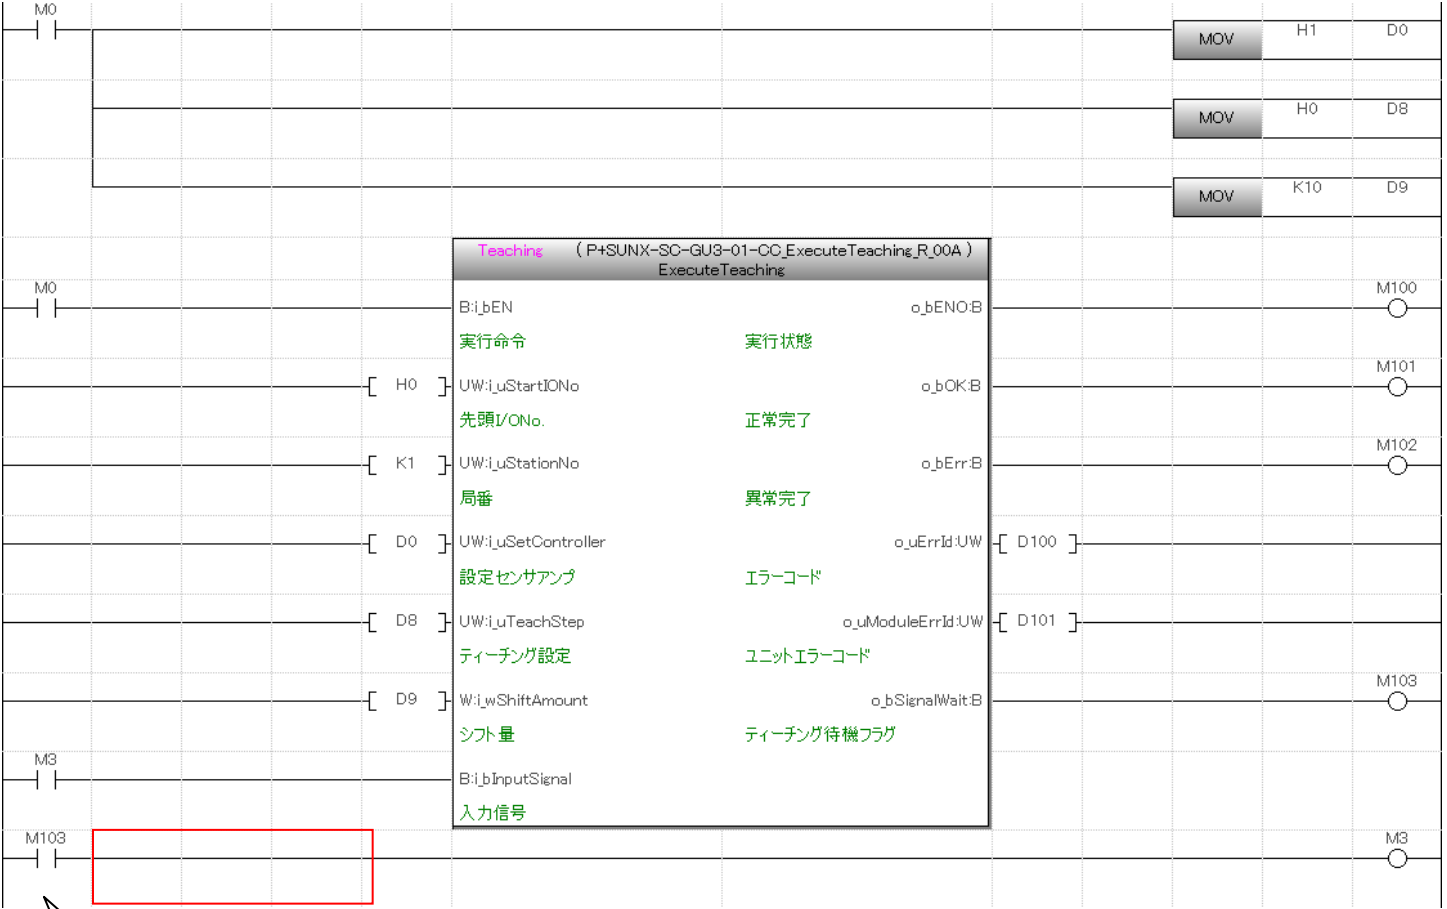 M0
MOV H1 D0
MOV H0 D8
MOV K10 D9
Teaching (P+SUNX-SC-GU3-01-CC_ExecuteTeaching_R_00A)
ExecuteTeaching
M0 B:i_bEN o_bENO:B M100
実行命令 実行状態
H0 UW:i_uStartIONo o_bOK:B M101
先頭I/ONo. 正常完了
K1 UW:i_uStationNo o_bErr:B M102
局番 異常完了
D0 UW:i_uSetController o_uErrId:UW D100
設定センサアンプ エラーコード
D8 UW:i_uTeachStep o_uModuleErrId:UW D101
ティーチング設定 ユニットエラーコード
D9 W:i_wShiftAmount o_bSignalWait:B M103
シフト量 ティーチング待機フラグ
M3 B:i_bInputSignal
入力信号
M103 M3